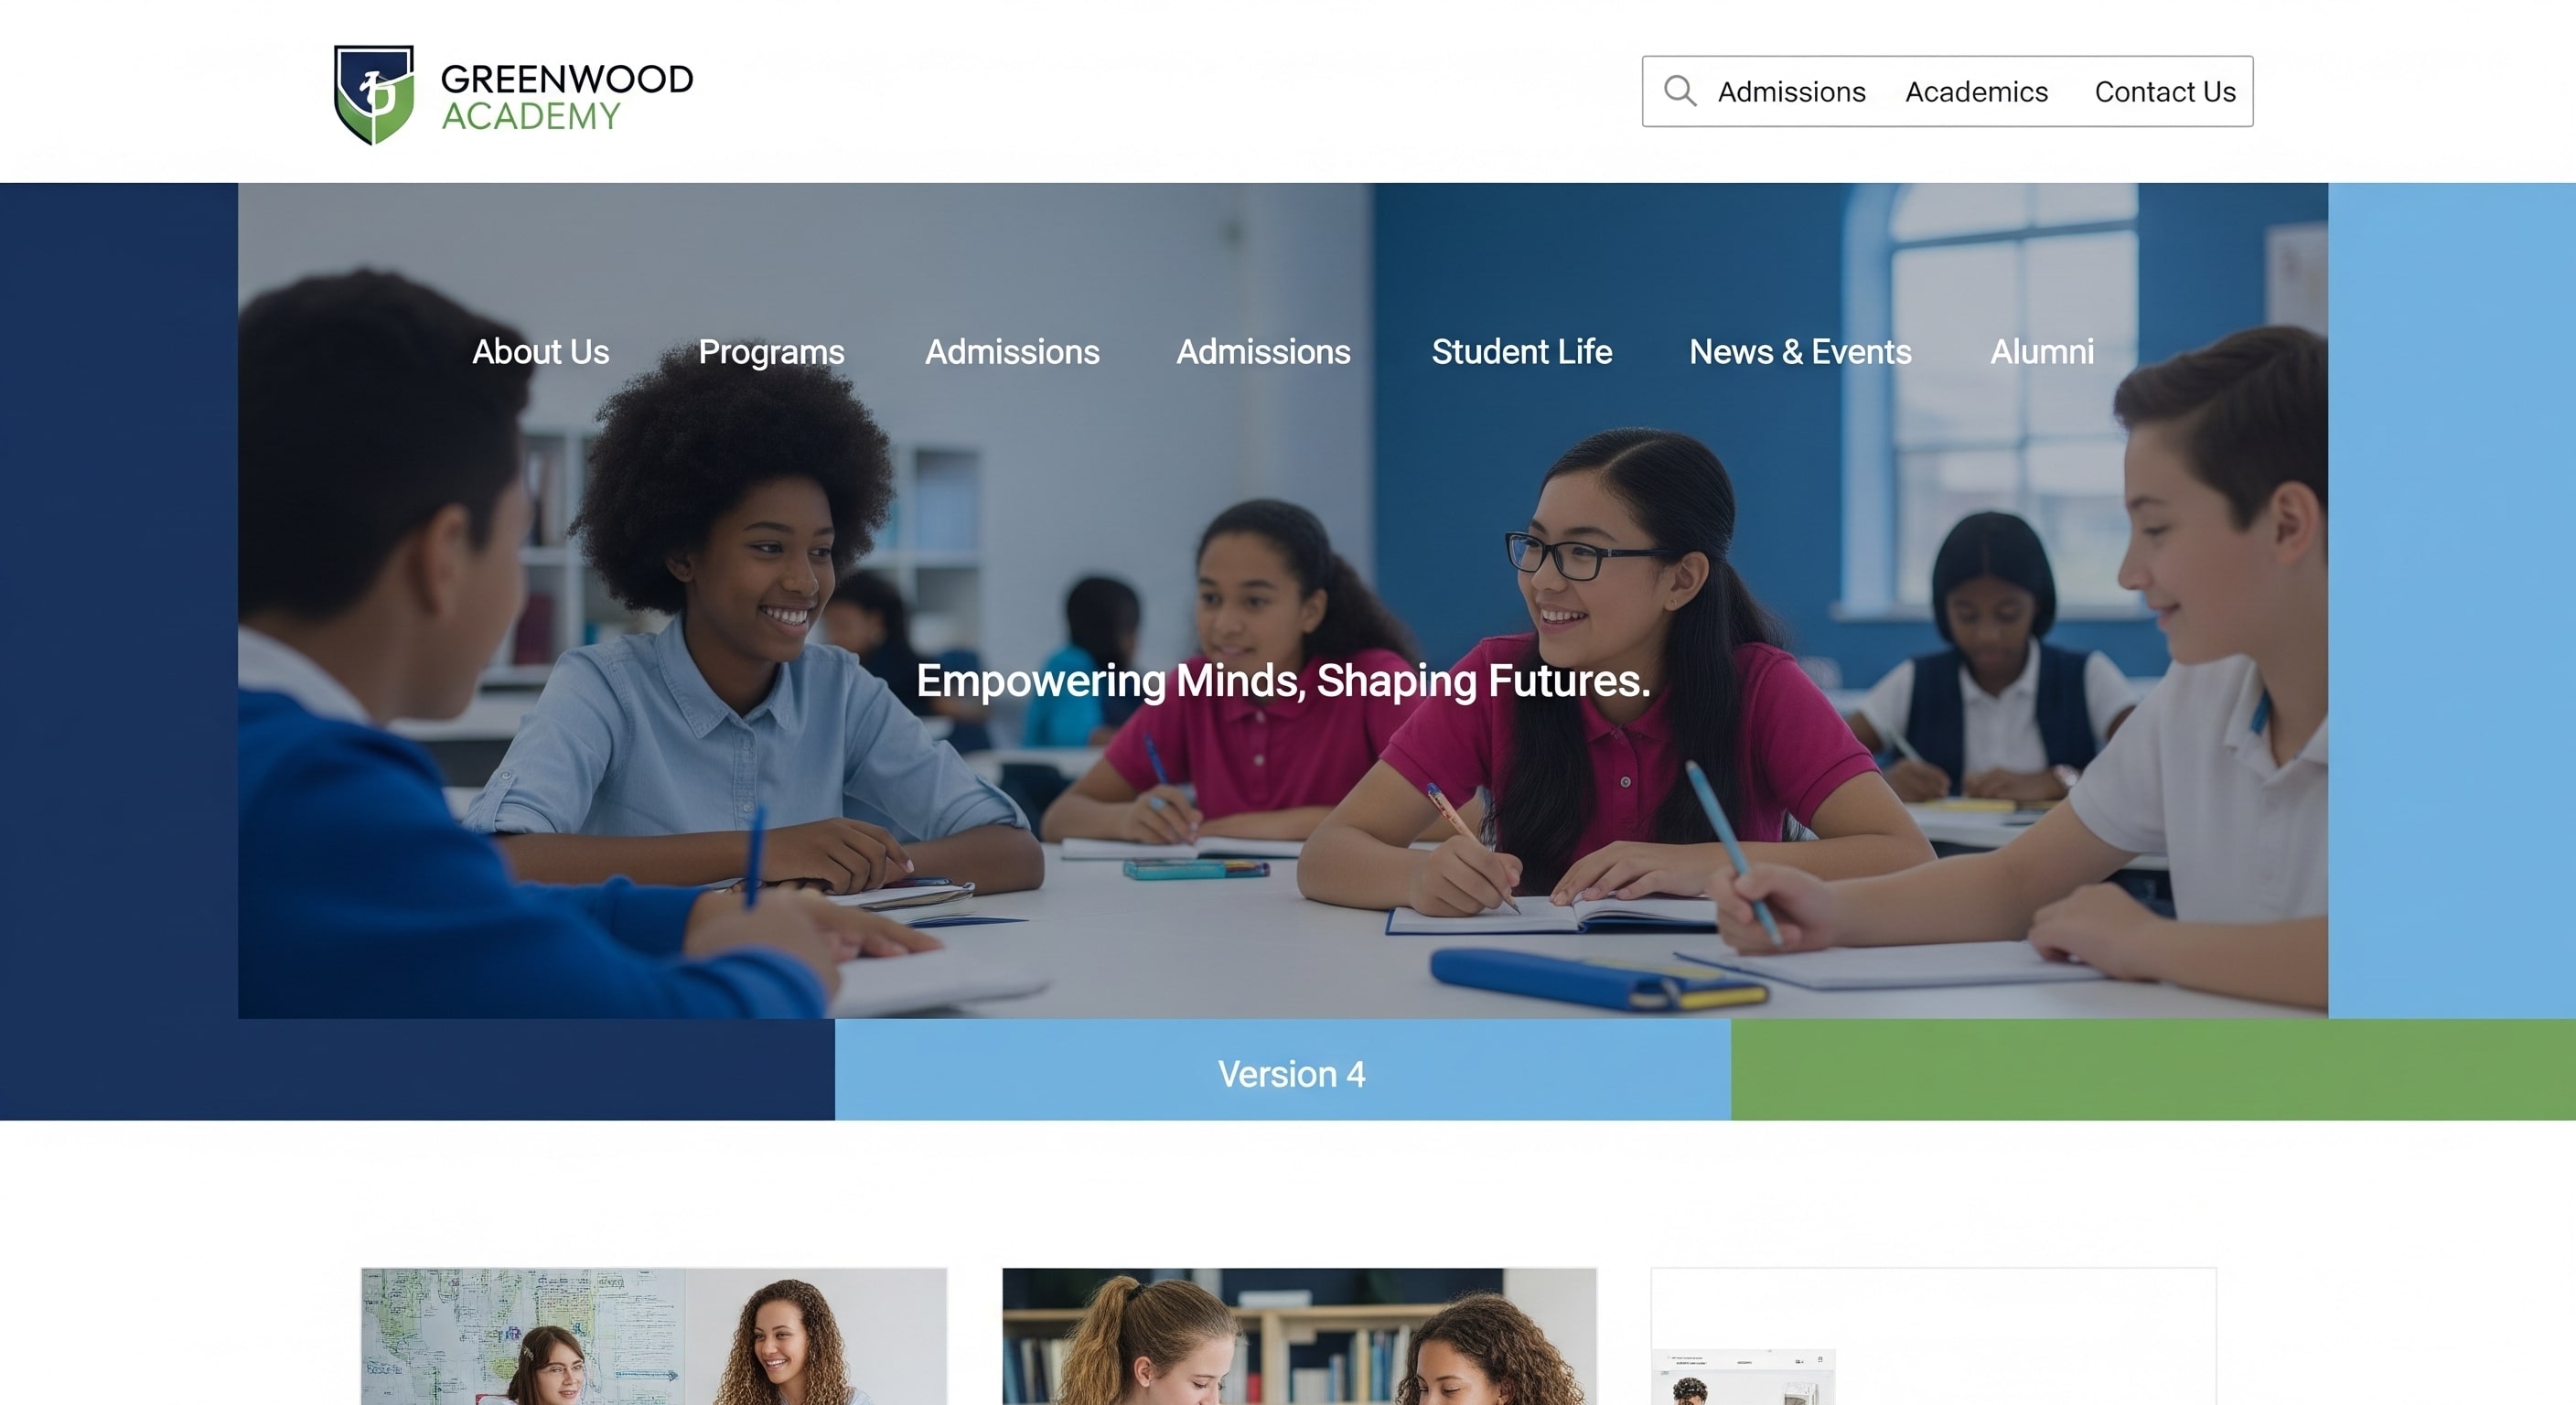 GREENWOOD
ACADEMY
Admissions Academics Contact Us
About Us Programs Admissions Admissions Student Life News & Events Alumni
Empowering Minds, Shaping Futures.
Version 4